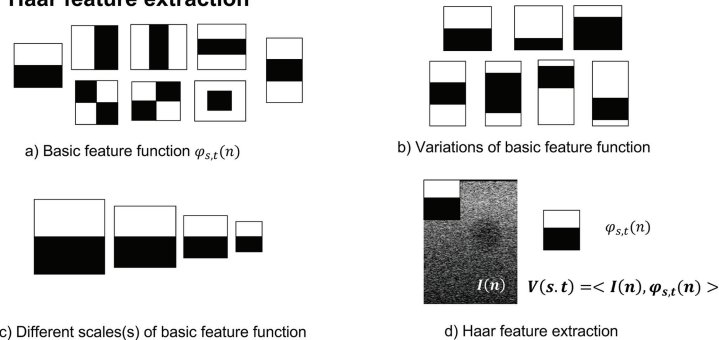 Haar feature extraction
a) Basic feature function φs,t(n)
b) Variations of basic feature function
φs,t(n)
I(n)
V(s.t) =< I(n), φs,t(n) >
c) Different scales(s) of basic feature function
d) Haar feature extraction